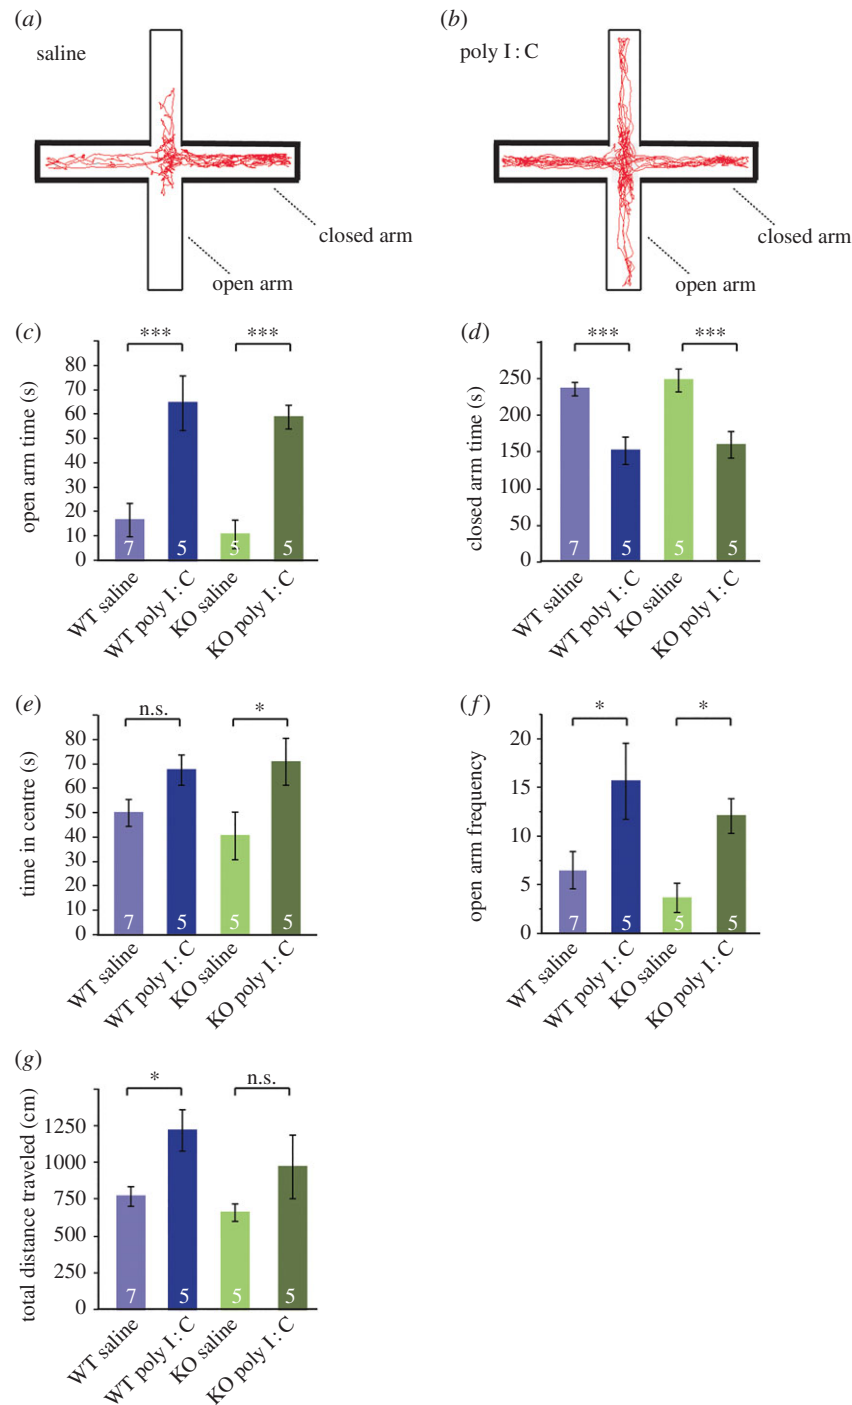 (a)
saline
closed arm
open arm
(b)
poly I : C
closed arm
open arm
(c)
*** ***
open arm time (s)
80
70
60
50
40
30
20
10
0
7 5 5 5
WT saline
WT poly I : C
KO saline
KO poly I : C
(d)
*** ***
closed arm time (s)
250
200
150
100
50
0
7 5 5 5
WT saline
WT poly I : C
KO saline
KO poly I : C
(e)
n.s. *
time in centre (s)
80
70
60
50
40
30
20
10
0
7 5 5 5
WT saline
WT poly I : C
KO saline
KO poly I : C
(f)
* *
open arm frequency
20
15
10
5
0
7 5 5 5
WT saline
WT poly I : C
KO saline
KO poly I : C
(g)
* n.s.
total distance traveled (cm)
1250
1000
750
500
250
0
7 5 5 5
WT saline
WT poly I : C
KO saline
KO poly I : C